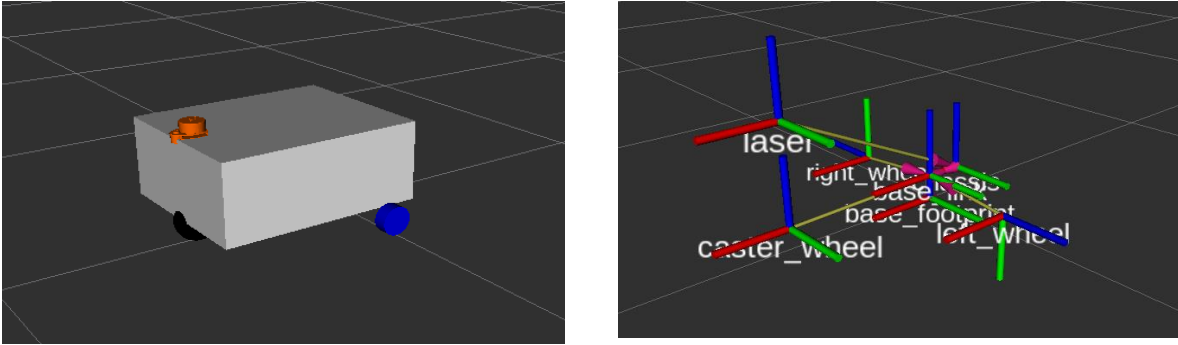 laser
right_wheel
base_link
base_footprint
left_wheel
caster_wheel